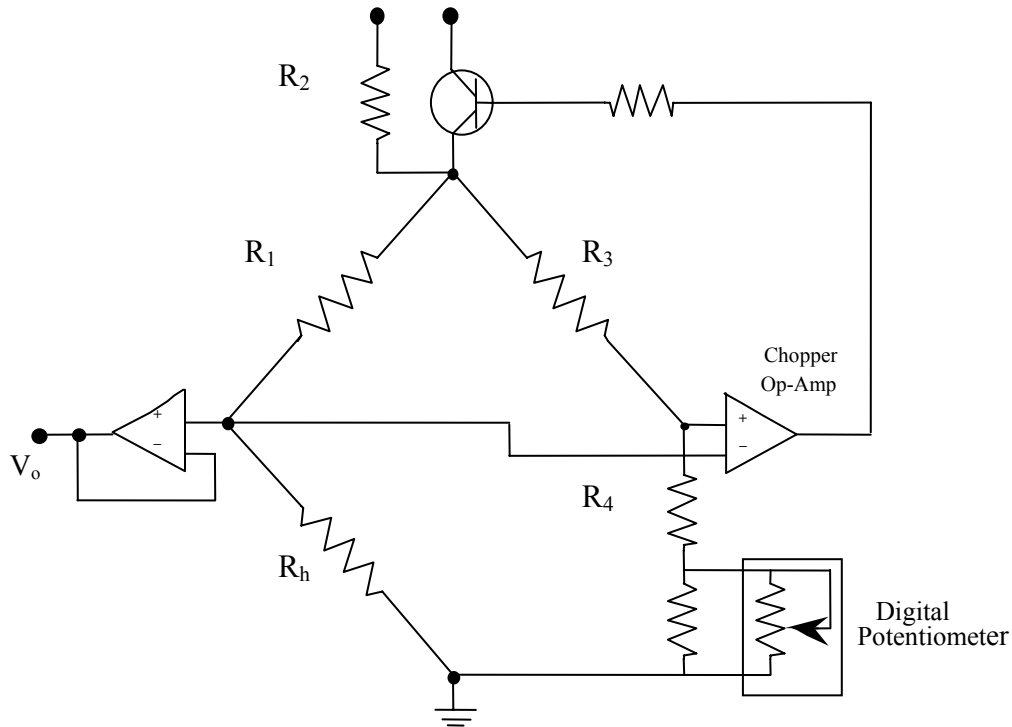 R₂
R₁
R₃
Chopper
Op-Amp
+
−
+
−
Vₒ
R₄
Rₕ
Digital
Potentiometer